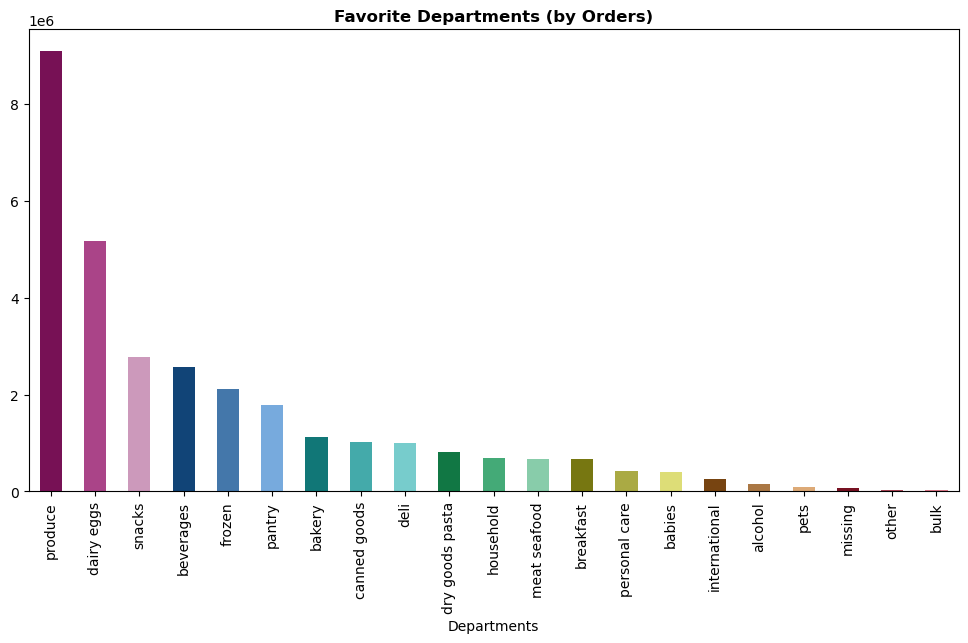 Favorite Departments (by Orders)
1e6
8
6
4
2
0
produce
dairy eggs
snacks
beverages
frozen
pantry
bakery
canned goods
deli
dry goods pasta
household
meat seafood
breakfast
personal care
babies
international
alcohol
pets
missing
other
bulk
Departments